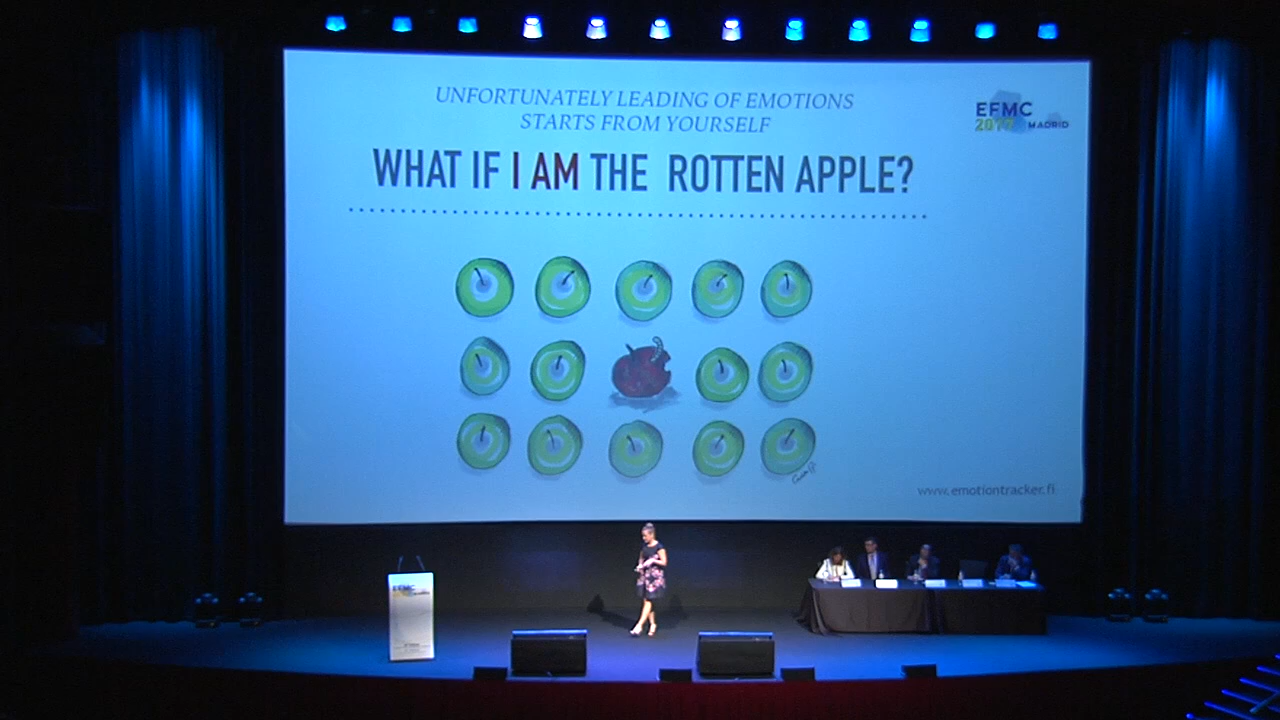 UNFORTUNATELY LEADING OF EMOTIONS
STARTS FROM YOURSELF
EFMC
2017 MADRID
WHAT IF I AM THE ROTTEN APPLE?
www.emotiontracker.fi
EFMC